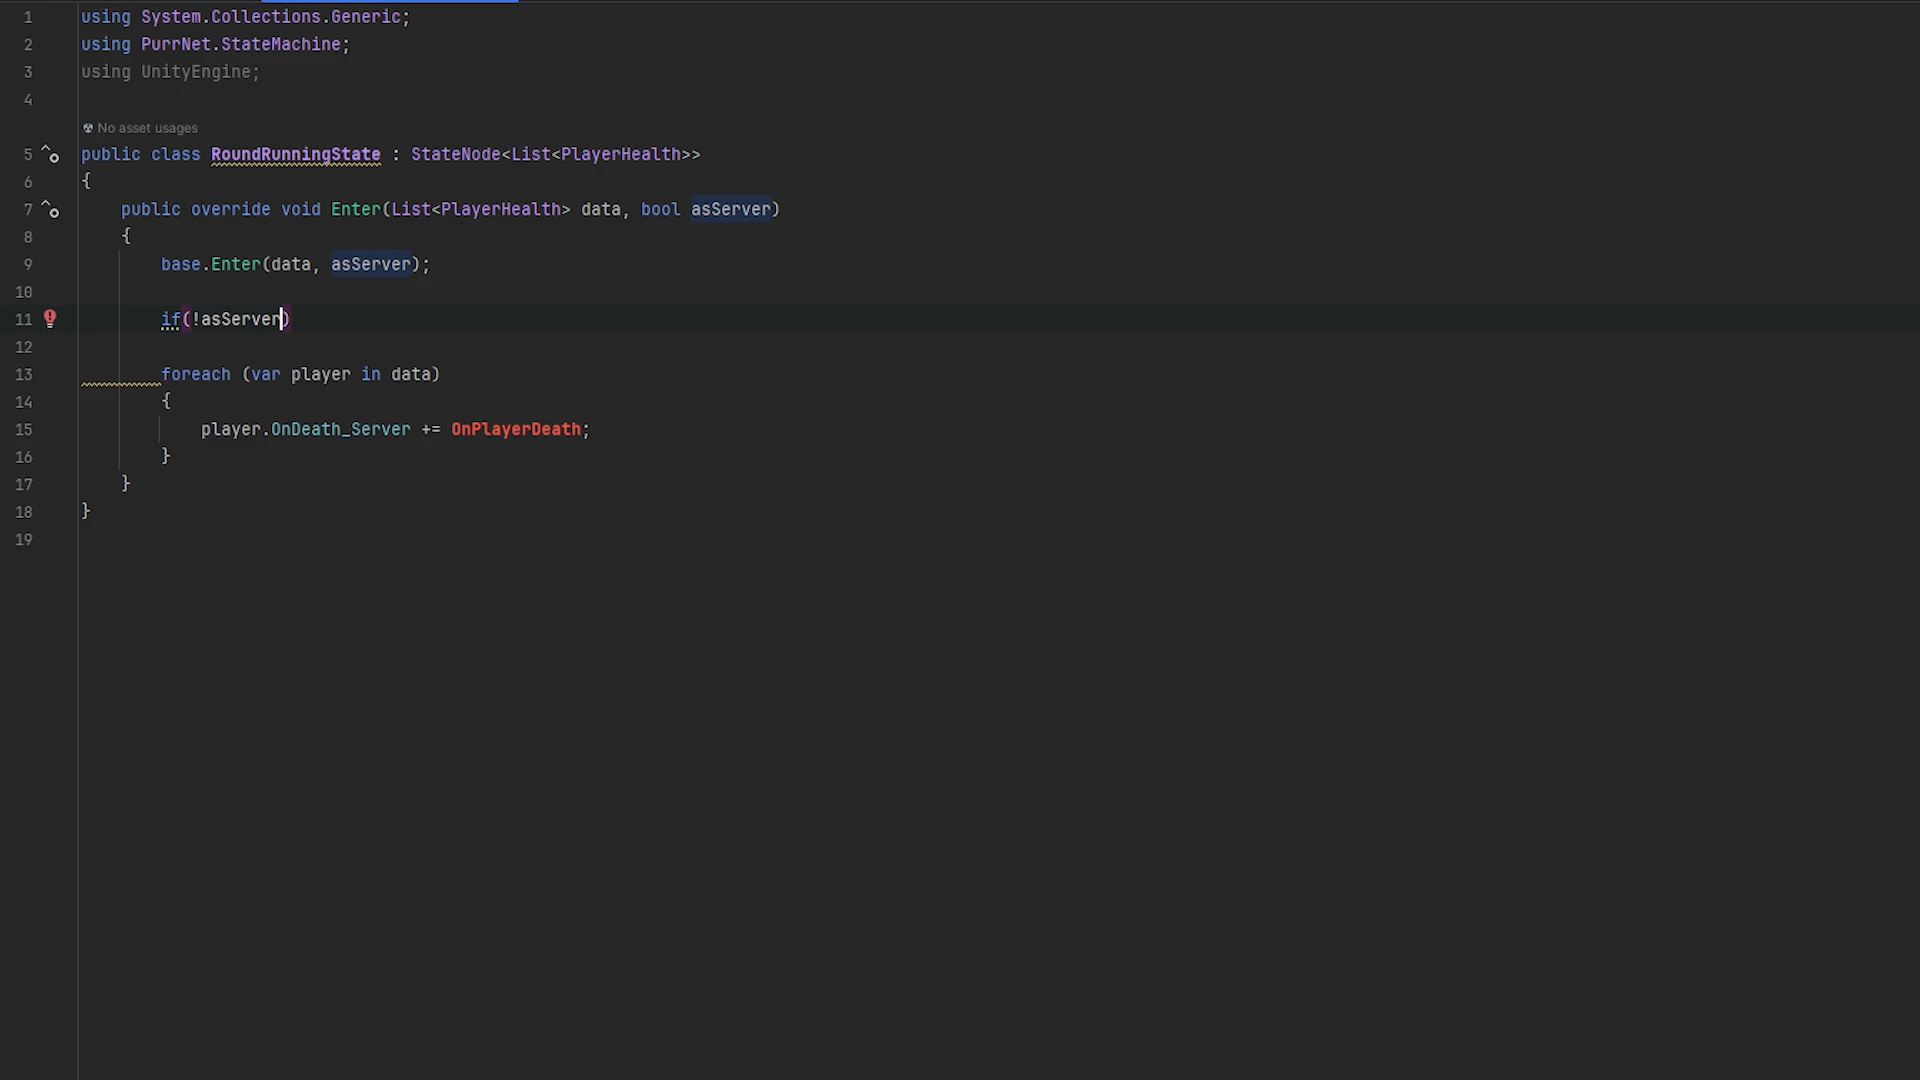 1 using System.Collections.Generic;
2 using PurrNet.StateMachine;
3 using UnityEngine;
4
No asset usages
5 public class RoundRunningState : StateNode<List<PlayerHealth>>
6 {
7     public override void Enter(List<PlayerHealth> data, bool asServer)
8     {
9         base.Enter(data, asServer);
10
11         if(!asServer)
12
13         foreach (var player in data)
14         {
15             player.OnDeath_Server += OnPlayerDeath;
16         }
17     }
18 }
19